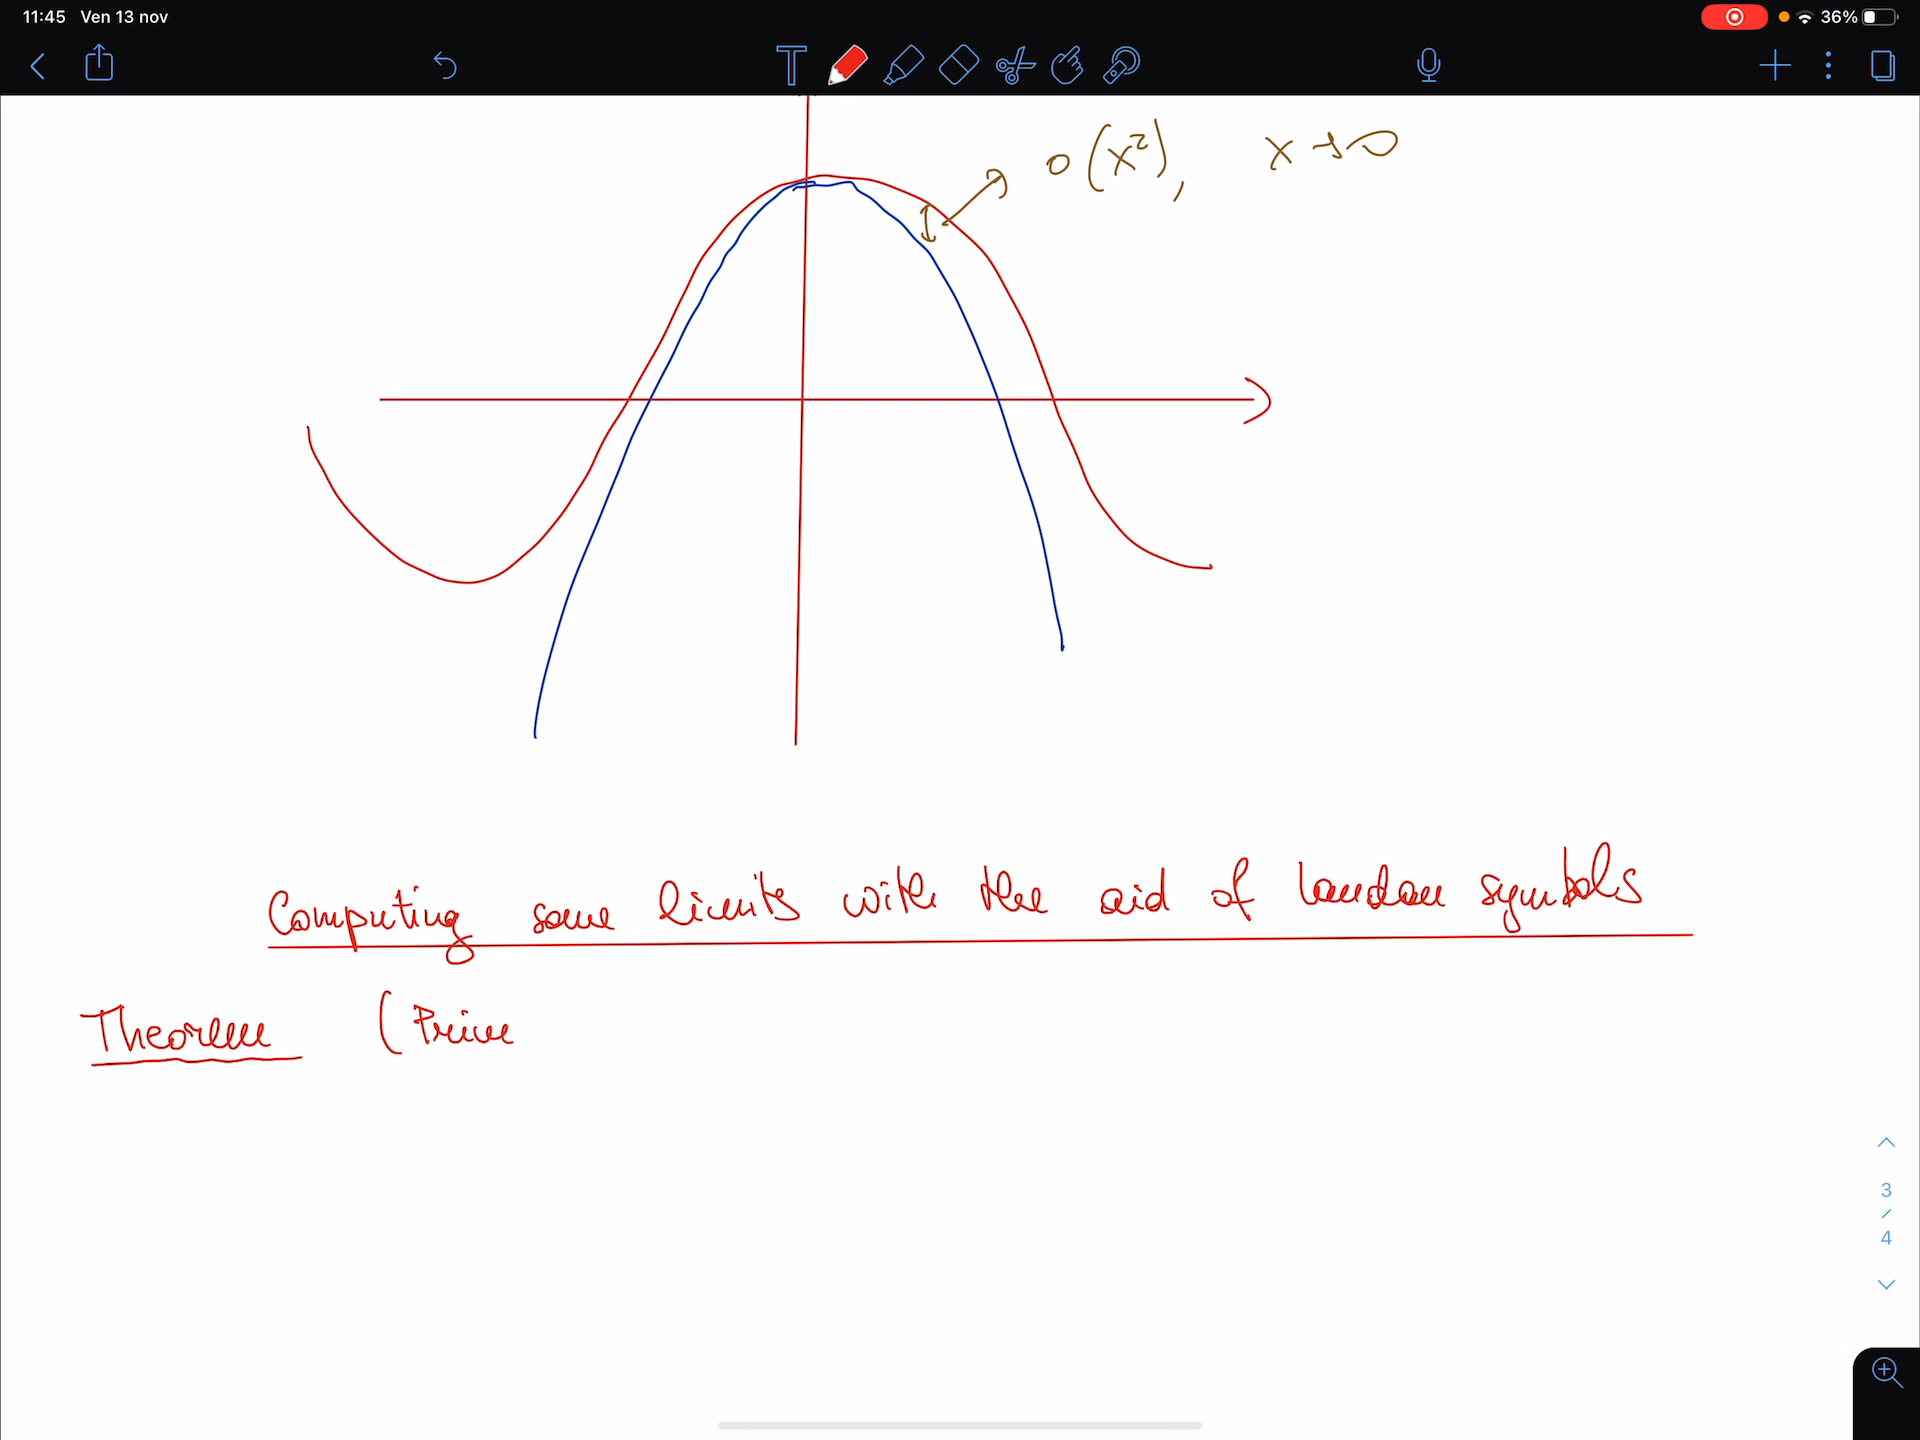 11:45 Ven 13 nov 36%
o(x²), x→0
Computing some limits with the aid of Landau symbols
Theorem (Prime
3
/
4